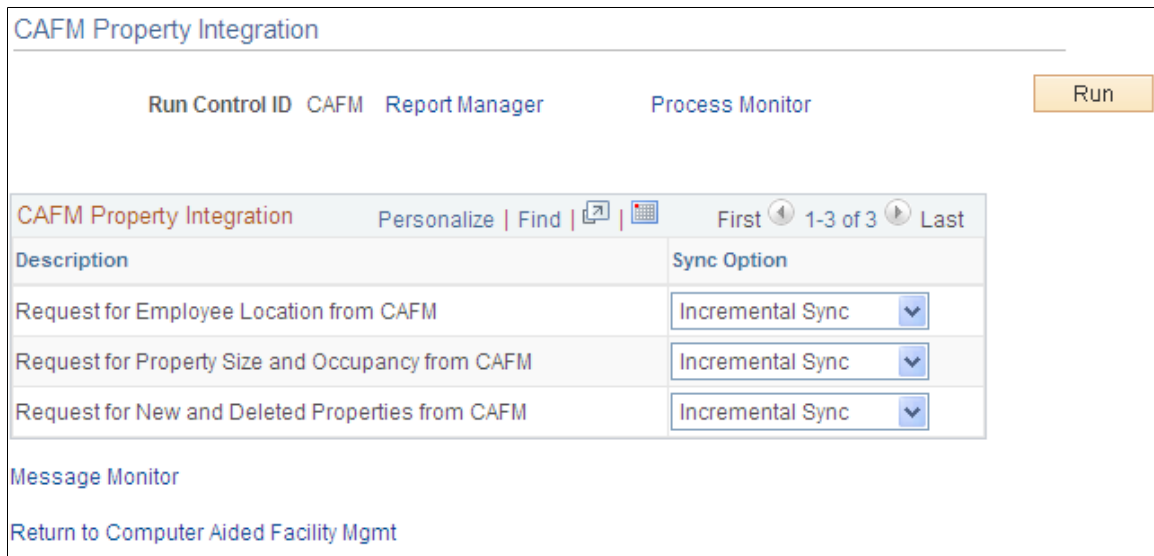 CAFM Property Integration
Run Control ID CAFM Report Manager Process Monitor Run
CAFM Property Integration Personalize | Find | | First 1-3 of 3 Last
Description Sync Option
Request for Employee Location from CAFM Incremental Sync
Request for Property Size and Occupancy from CAFM Incremental Sync
Request for New and Deleted Properties from CAFM Incremental Sync
Message Monitor
Return to Computer Aided Facility Mgmt